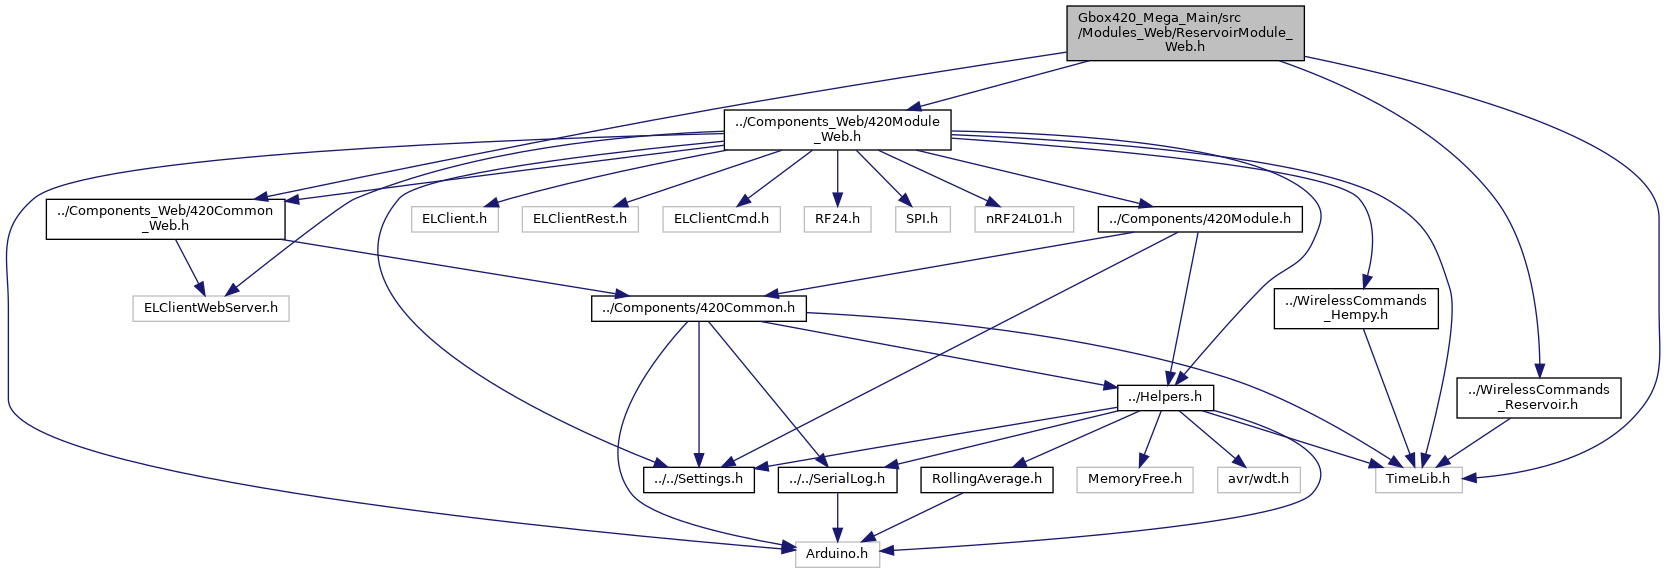 Gbox420_Mega_Main/src
/Modules_Web/ReservoirModule_
Web.h
../Components_Web/420Module
_Web.h
../Components_Web/420Common
_Web.h
ELClient.h
ELClientRest.h
ELClientCmd.h
RF24.h
SPI.h
nRF24L01.h
../Components/420Module.h
ELClientWebServer.h
../Components/420Common.h
../WirelessCommands
_Hempy.h
../Helpers.h
../WirelessCommands
_Reservoir.h
../../Settings.h
../../SerialLog.h
RollingAverage.h
MemoryFree.h
avr/wdt.h
TimeLib.h
Arduino.h